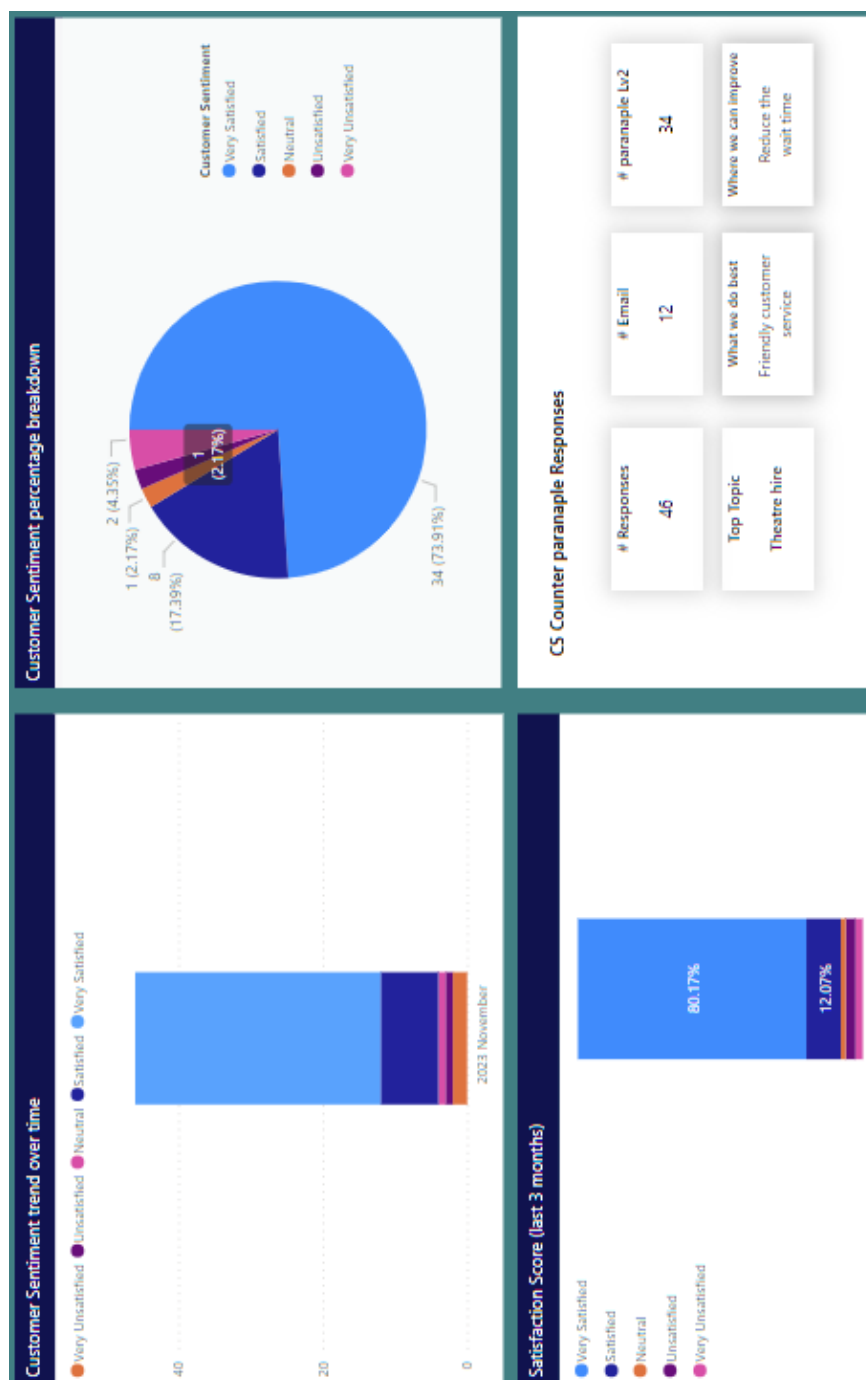 Customer Sentiment trend over time
Very Unsatisfied Unsatisfied Neutral Satisfied Very Satisfied
40
20
0
2023 November
Customer Sentiment percentage breakdown
2 (4.35%)
1 (2.17%)
8
(17.39%)
1
(2.17%)
34 (73.91%)
Customer Sentiment
Very Satisfied
Satisfied
Neutral
Unsatisfied
Very Unsatisfied
Satisfaction Score (last 3 months)
Very Satisfied
Satisfied
Neutral
Unsatisfied
Very Unsatisfied
80.17%
12.07%
CS Counter paranaple Responses
# Responses
46
# Email
12
# paranaple Lv2
34
Top Topic
Theatre hire
What we do best
Friendly customer
service
Where we can improve
Reduce the
wait time